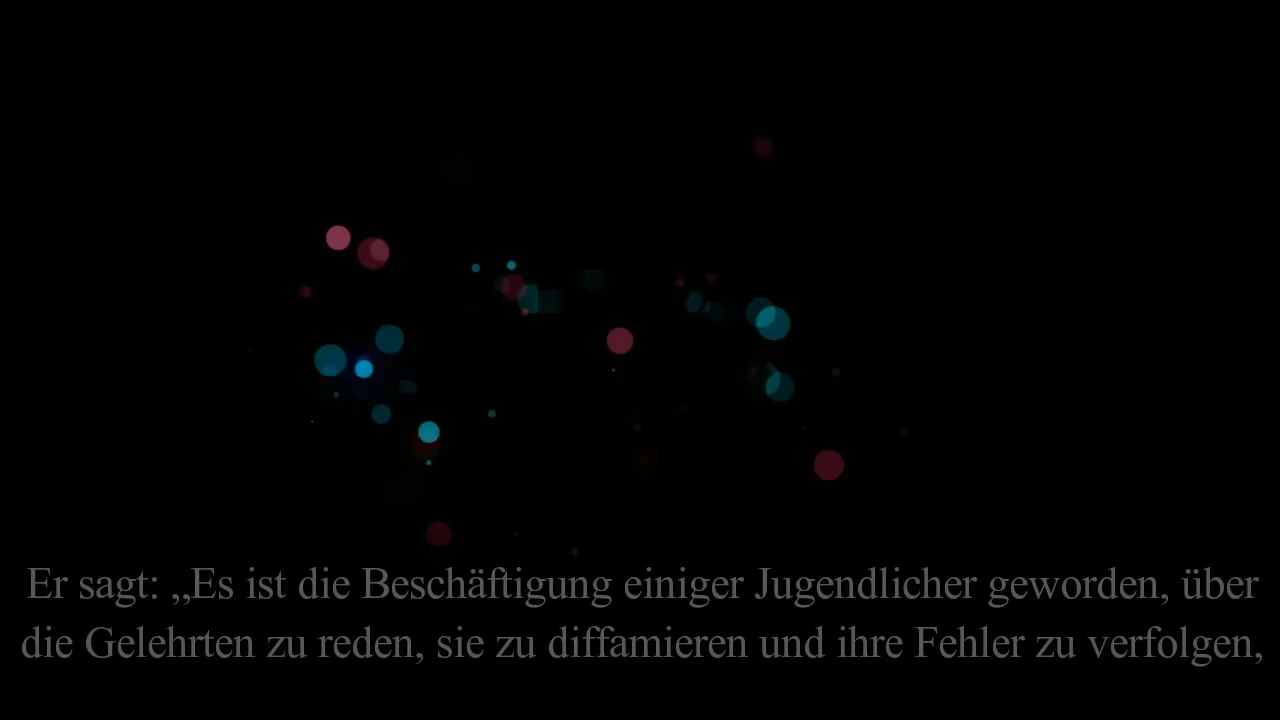 Er sagt: „Es ist die Beschäftigung einiger Jugendlicher geworden, über
die Gelehrten zu reden, sie zu diffamieren und ihre Fehler zu verfolgen,